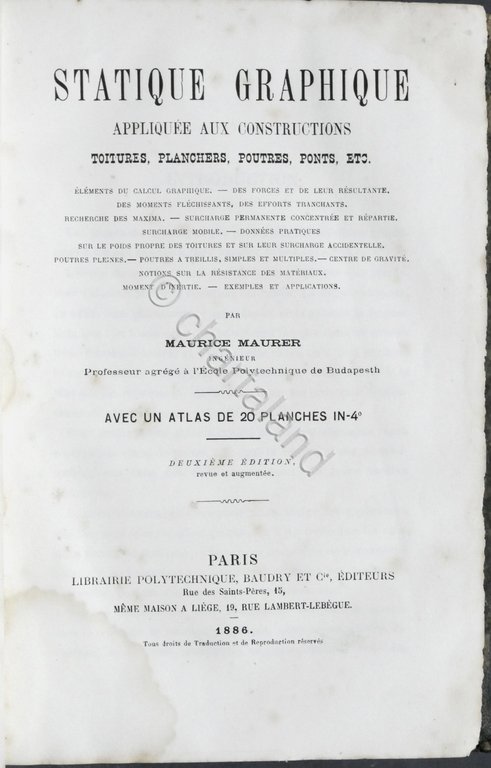 STATIQUE GRAPHIQUE
APPLIQUÉE AUX CONSTRUCTIONS
TOITURES, PLANCHERS, POUTRES, PONTS, ETC.
ÉLÉMENTS DU CALCUL GRAPHIQUE. — DES FORCES ET DE LEUR RÉSULTANTE.
DES MOMENTS FLÉCHISSANTS, DES EFFORTS TRANCHANTS.
RECHERCHE DES MAXIMA. — SURCHARGE PERMANENTE CONCENTRÉE ET RÉPARTIE.
SURCHARGE MOBILE. — DONNÉES PRATIQUES
SUR LE POIDS PROPRE DES TOITURES ET SUR LEUR SURCHARGE ACCIDENTELLE.
POUTRES PLEINES. — POUTRES A TREILLIS, SIMPLES ET MULTIPLES. — CENTRE DE GRAVITÉ.
NOTIONS SUR LA RÉSISTANCE DES MATÉRIAUX.
MOMENT D'INERTIE. — EXEMPLES ET APPLICATIONS.
PAR
MAURICE MAURER
INGÉNIEUR
Professeur agrégé à l'École Polytechnique de Budapesth
AVEC UN ATLAS DE 20 PLANCHES IN-4°
DEUXIÈME ÉDITION,
revue et augmentée.
PARIS
LIBRAIRIE POLYTECHNIQUE, BAUDRY ET Cie, ÉDITEURS
Rue des Saints-Pères, 15,
MÊME MAISON A LIÉGE, 19, RUE LAMBERT-LEBÈGUE.
1886.
Tous droits de Traduction et de Reproduction réservés
© chartaland